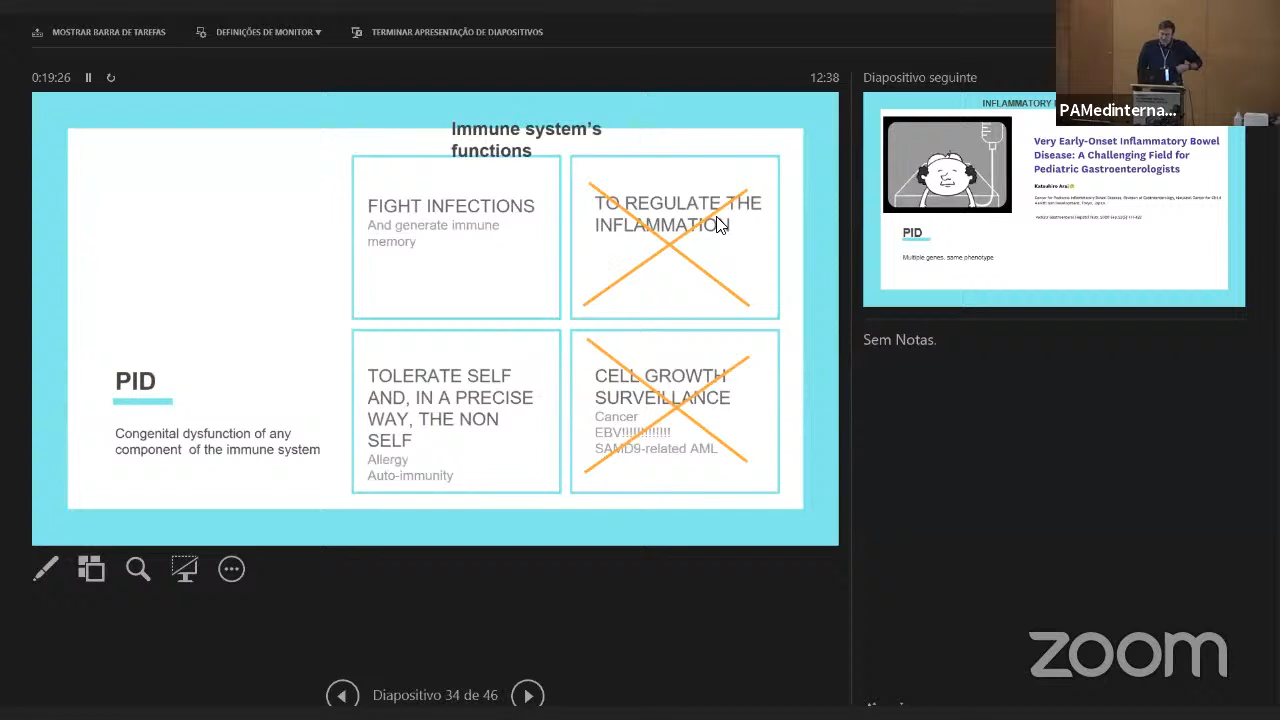 MOSTRAR BARRA DE TAREFAS
DEFINIÇÕES DE MONITOR ▼
TERMINAR APRESENTAÇÃO DE DIAPOSITIVOS
0:19:26
12:38
Immune system's
functions
FIGHT INFECTIONS
And generate immune
memory
TO REGULATE THE
INFLAMMATION
TOLERATE SELF
AND, IN A PRECISE
WAY, THE NON
SELF
Allergy
Auto-immunity
CELL GROWTH
SURVEILLANCE
Cancer
EBV!!!!!!!!!!!!
SAMD9-related AML
PID
Congenital dysfunction of any
component of the immune system
Diapositivo 34 de 46
Diapositivo seguinte
PAMedinterna...
INFLAMMATORY
Very Early-Onset Inflammatory Bowel
Disease: A Challenging Field for
Pediatric Gastroenterologists
Katsuhiro Arai
PID
Multiple genes, same phenotype
Sem Notas.
zoom